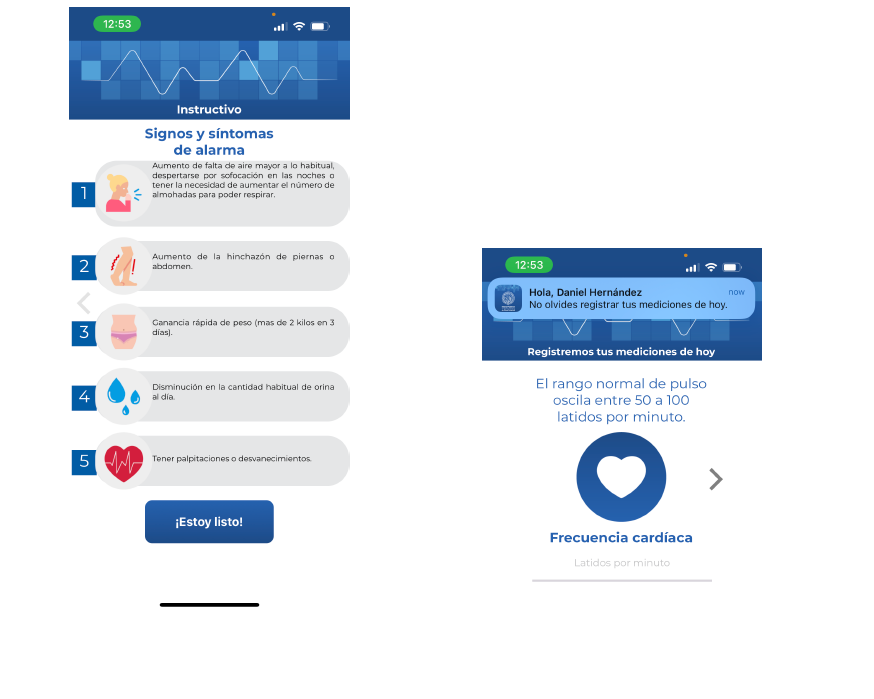 12:53
Instructivo
Signos y síntomas
de alarma
1
Aumento de falta de aire mayor a lo habitual,
despertarse por sofocación en las noches o
tener la necesidad de aumentar el número de
almohadas para poder respirar.
2
Aumento de la hinchazón de piernas o
abdomen.
3
Ganancia rápida de peso (mas de 2 kilos en 3
días).
4
Disminución en la cantidad habitual de orina
al día.
5
Tener palpitaciones o desvanecimientos.
¡Estoy listo!
12:53
Hola, Daniel Hernández
now
No olvides registrar tus mediciones de hoy.
Registremos tus mediciones de hoy
El rango normal de pulso
oscila entre 50 a 100
latidos por minuto.
Frecuencia cardíaca
Latidos por minuto